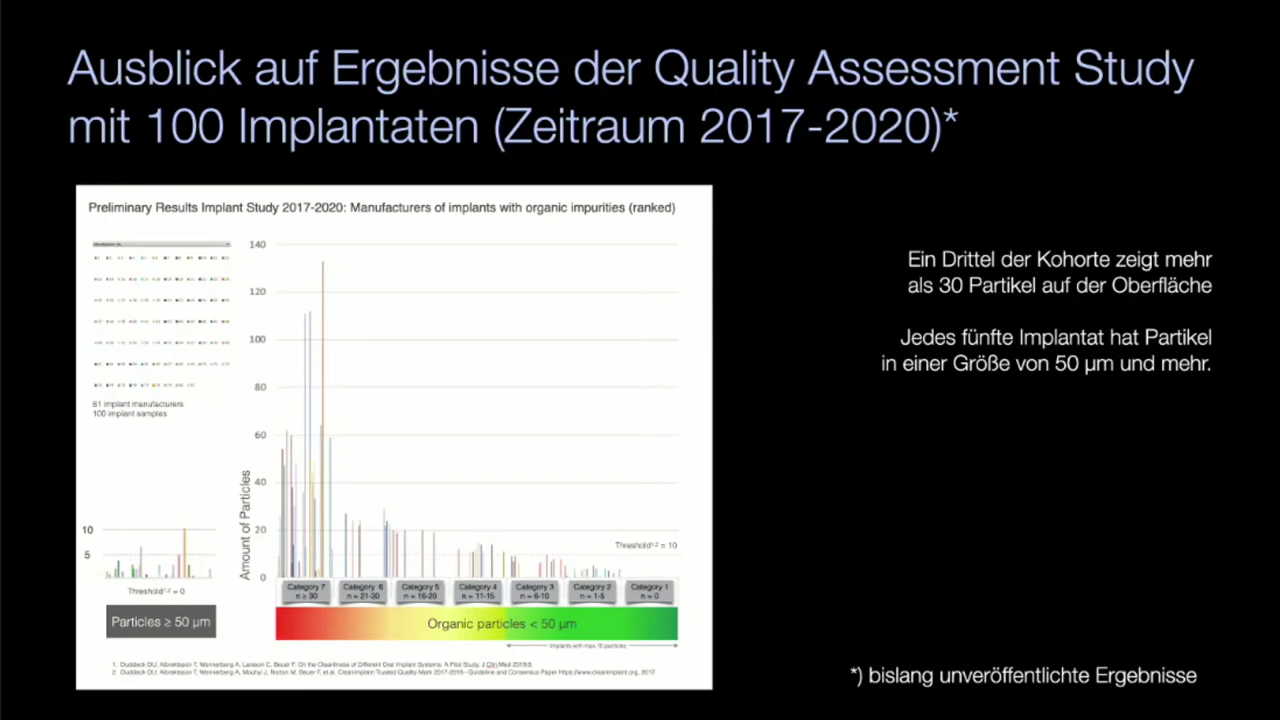 Ausblick auf Ergebnisse der Quality Assessment Study
mit 100 Implantaten (Zeitraum 2017-2020)*
Preliminary Results Implant Study 2017-2020: Manufacturers of implants with organic impurities (ranked)
81 implant manufacturers
100 implant samples
10
5
Threshold¹,² = 0
Particles ≥ 50 µm
Amount of Particles
140
120
100
80
60
40
20
0
Threshold¹,² = 10
Category 7
n ≥ 30
Category 6
n = 21-30
Category 5
n = 16-20
Category 4
n = 11-15
Category 3
n = 6-10
Category 2
n = 1-5
Category 1
n = 0
Organic particles < 50 µm
Implants with max. 10 particles
1. Duddeck DU, Albrektsson T, Wennerberg A, Larsson C, Beuer F. On the Cleanliness of Different Oral Implant Systems: A Pilot Study. J Clin Med 2019;8.
2. Duddeck DU, Albrektsson T, Wennerberg A, Mouhyi J, Norton M, Beuer F, et al. CleanImplant Trusted Quality Mark 2017-2018 - Guideline and Consensus Paper https://www.cleanimplant.org, 2017
Ein Drittel der Kohorte zeigt mehr
als 30 Partikel auf der Oberfläche
Jedes fünfte Implantat hat Partikel
in einer Größe von 50 µm und mehr.
*) bislang unveröffentlichte Ergebnisse